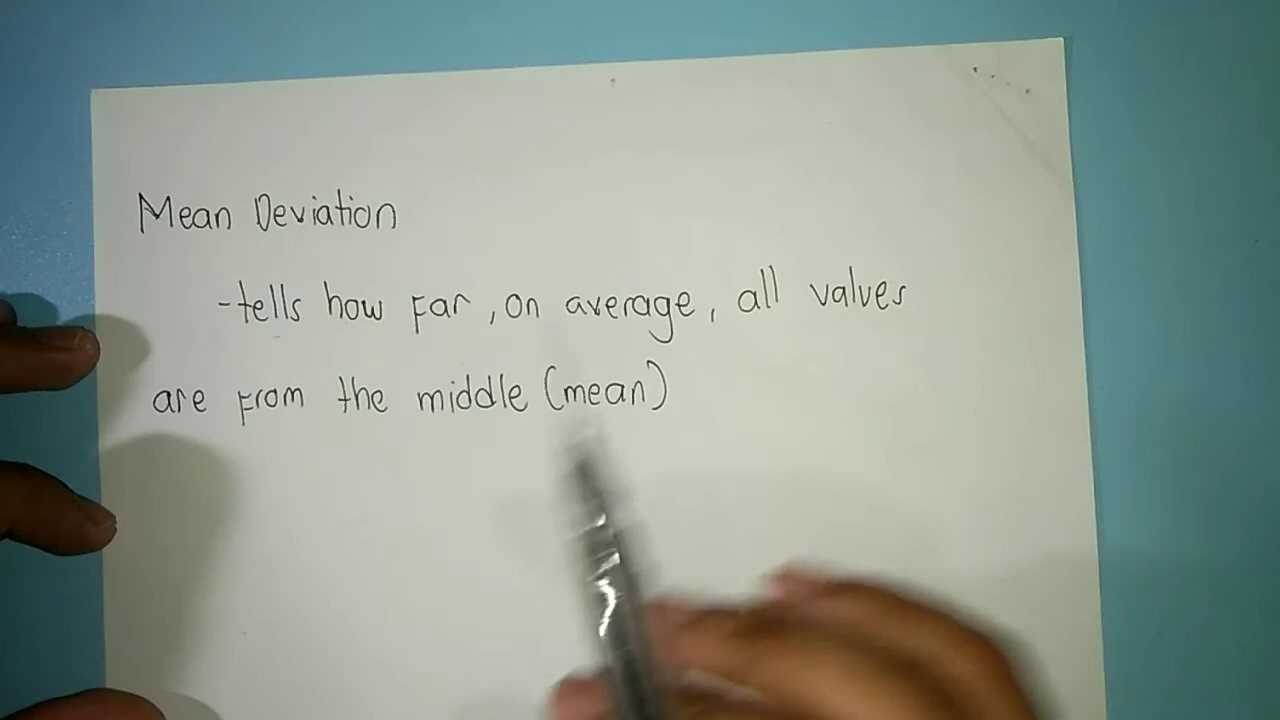 Mean Deviation
-tells how far, on average, all values
are from the middle (mean)